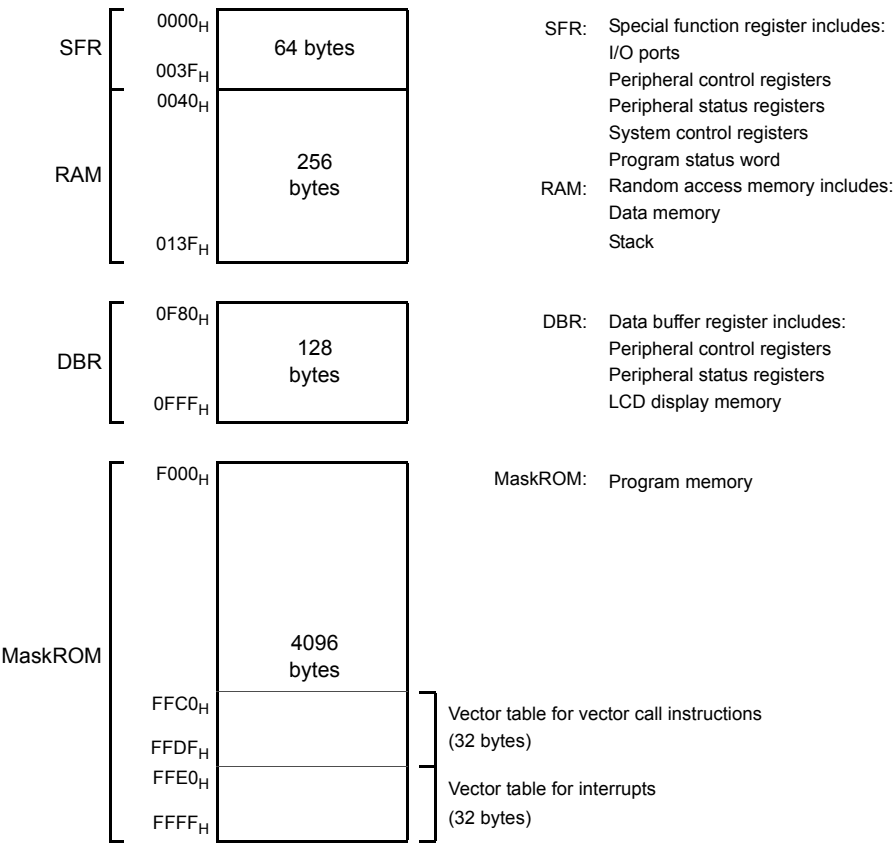 SFR
0000H
64 bytes
003FH
RAM
0040H
256
bytes
013FH
SFR: Special function register includes:
I/O ports
Peripheral control registers
Peripheral status registers
System control registers
Program status word
RAM: Random access memory includes:
Data memory
Stack
DBR
0F80H
128
bytes
0FFFH
DBR: Data buffer register includes:
Peripheral control registers
Peripheral status registers
LCD display memory
MaskROM
F000H
4096
bytes
MaskROM: Program memory
FFC0H
FFDFH
Vector table for vector call instructions
(32 bytes)
FFE0H
FFFFH
Vector table for interrupts
(32 bytes)